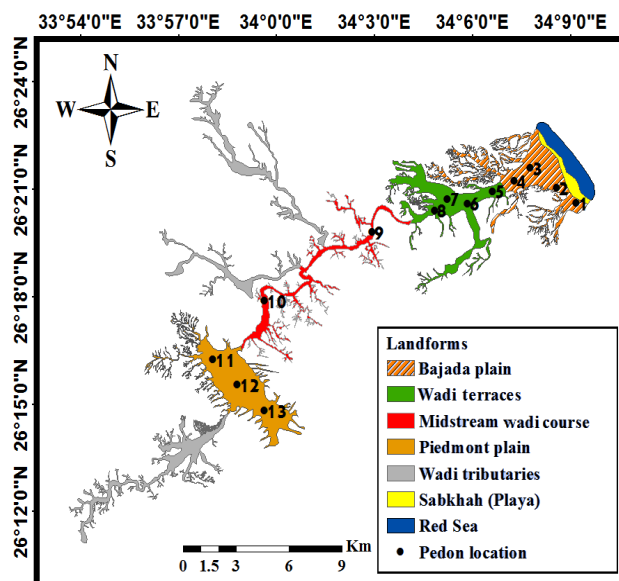 33°54'0"E 33°57'0"E 34°0'0"E 34°3'0"E 34°6'0"E 34°9'0"E
26°24'0"N
26°21'0"N
26°18'0"N
26°15'0"N
26°12'0"N
N
W E
S
3
4
2
1
5
7
6
8
9
10
11
12
13
Landforms
Bajada plain
Wadi terraces
Midstream wadi course
Piedmont plain
Wadi tributaries
Sabkhah (Playa)
Red Sea
Pedon location
Km
0 1.5 3 6 9